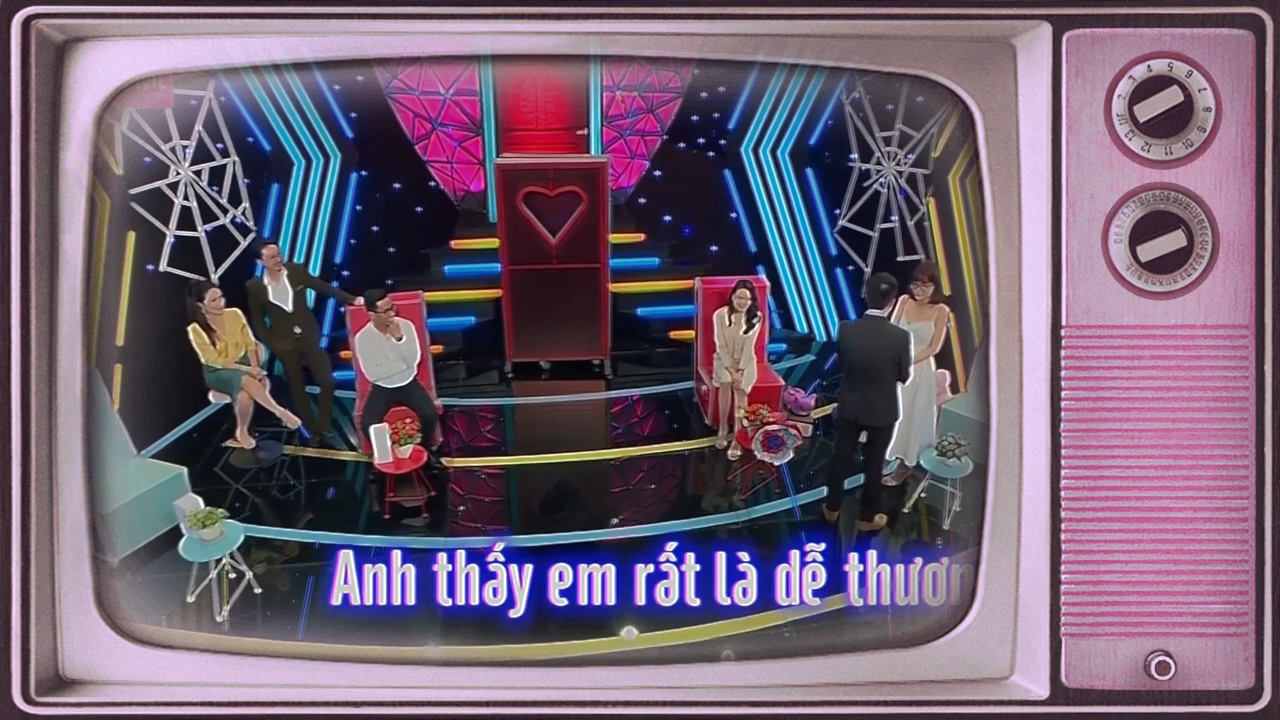 Anh thấy em rất là dễ thươn